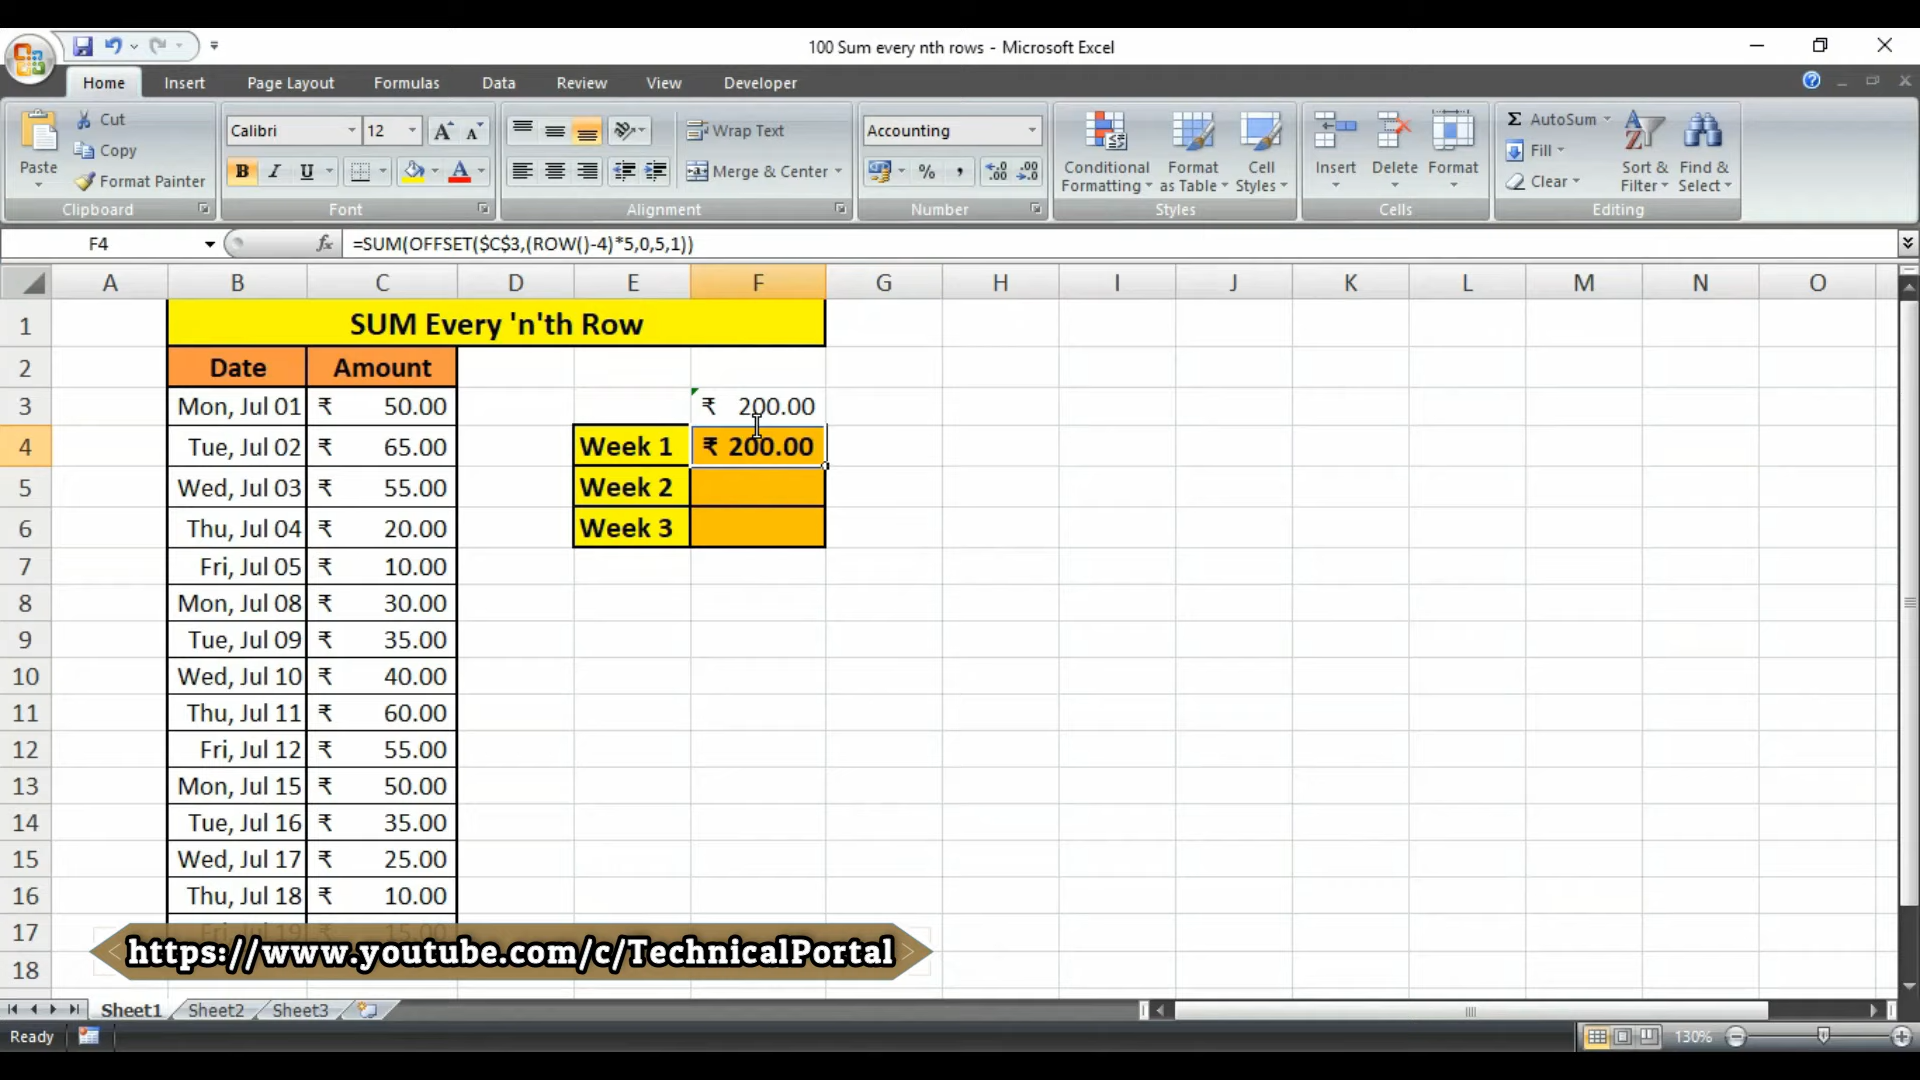 100 Sum every nth rows - Microsoft Excel
Home Insert Page Layout Formulas Data Review View Developer
Paste
Cut
Copy
Format Painter
Clipboard
Calibri 12
B I U
Font
Wrap Text
Merge & Center
Alignment
Accounting
% ,
Number
Conditional Formatting
Format as Table
Cell Styles
Styles
Insert Delete Format
Cells
AutoSum
Fill
Clear
Sort & Filter
Find & Select
Editing
F4 fx =SUM(OFFSET($C$3,(ROW()-4)*5,0,5,1))
A B C D E F G H I J K L M N O
1 SUM Every 'n'th Row
2 Date Amount
3 Mon, Jul 01 ₹ 50.00 ₹ 200.00
4 Tue, Jul 02 ₹ 65.00 Week 1 ₹ 200.00
5 Wed, Jul 03 ₹ 55.00 Week 2
6 Thu, Jul 04 ₹ 20.00 Week 3
7 Fri, Jul 05 ₹ 10.00
8 Mon, Jul 08 ₹ 30.00
9 Tue, Jul 09 ₹ 35.00
10 Wed, Jul 10 ₹ 40.00
11 Thu, Jul 11 ₹ 60.00
12 Fri, Jul 12 ₹ 55.00
13 Mon, Jul 15 ₹ 50.00
14 Tue, Jul 16 ₹ 35.00
15 Wed, Jul 17 ₹ 25.00
16 Thu, Jul 18 ₹ 10.00
17 Fri, Jul 19 ₹ 15.00
https://www.youtube.com/c/TechnicalPortal
18
Sheet1 Sheet2 Sheet3
Ready 130%